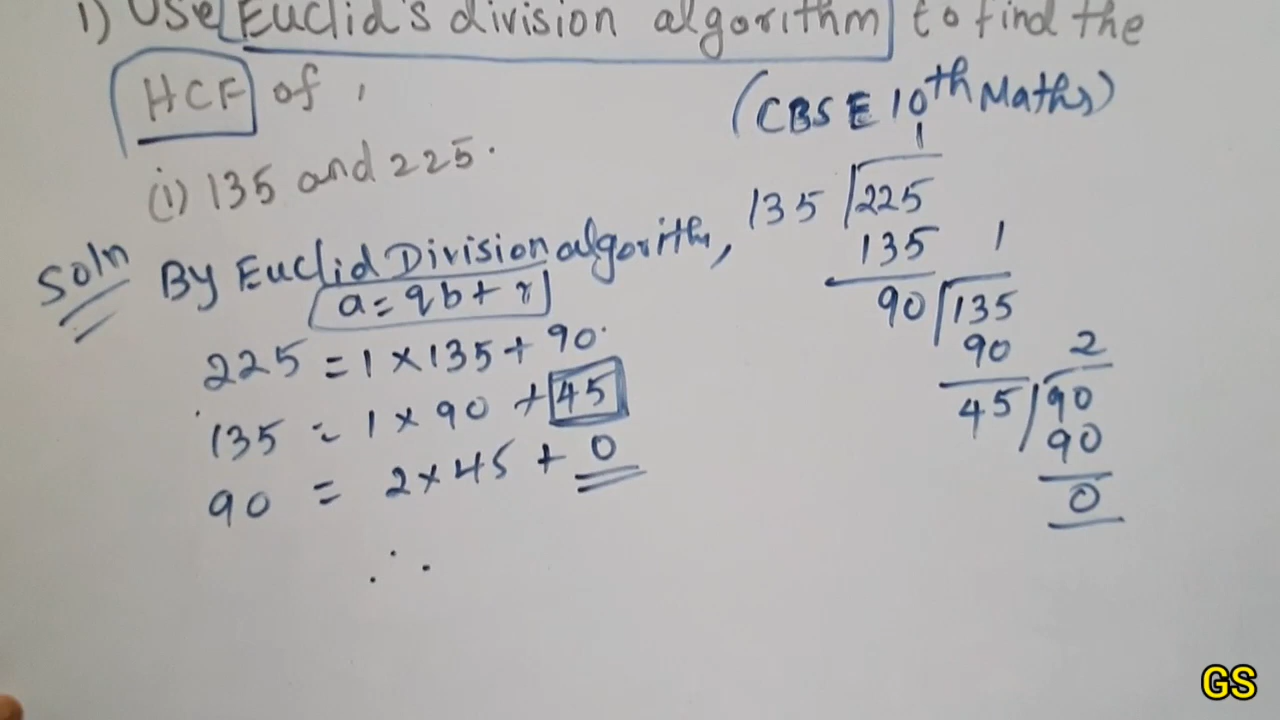 1) Use Euclid's division algorithm to find the
HCF of,
(CBSE 10th Maths)
(i) 135 and 225.
Soln By Euclid Division algorithm,
a = qb + r
225 = 1 × 135 + 90.
135 = 1 × 90 + 45
90 = 2 × 45 + 0
∴
1
135 225
135 1
90 135
90 2
45 90
90
0
GS